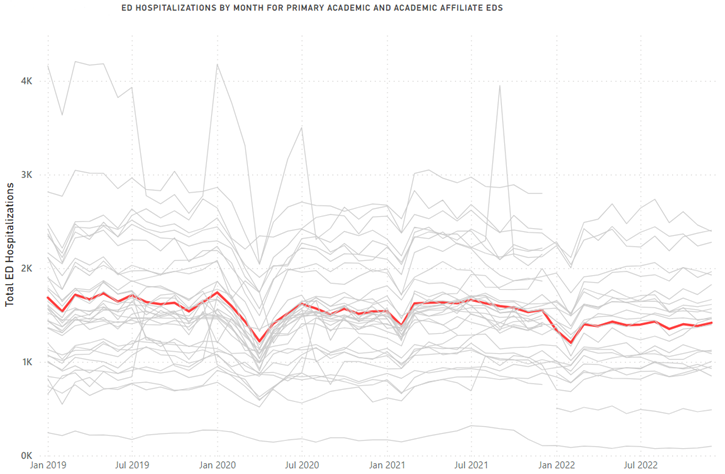 ED HOSPITALIZATIONS BY MONTH FOR PRIMARY ACADEMIC AND ACADEMIC AFFILIATE EDS
Total ED Hospitalizations
4K
3K
2K
1K
0K
Jan 2019 Jul 2019 Jan 2020 Jul 2020 Jan 2021 Jul 2021 Jan 2022 Jul 2022